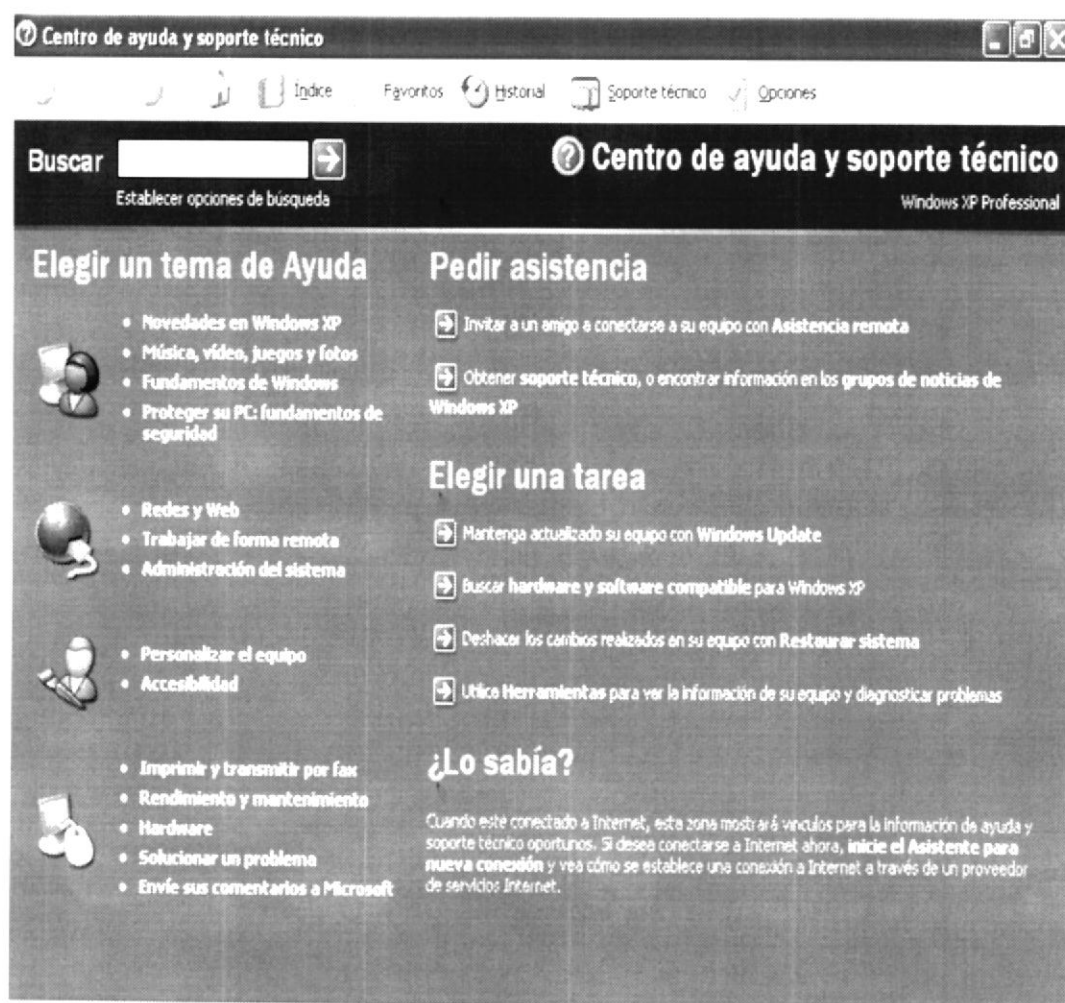 Centro de ayuda y soporte técnico
Índice Favoritos Historial Soporte técnico Opciones
Buscar
Establecer opciones de búsqueda
Centro de ayuda y soporte técnico
Windows XP Professional
Elegir un tema de Ayuda
Novedades en Windows XP
Música, vídeo, juegos y fotos
Fundamentos de Windows
Proteger su PC: fundamentos de
seguridad
Redes y Web
Trabajar de forma remota
Administración del sistema
Personalizar el equipo
Accesibilidad
Imprimir y transmitir por fax
Rendimiento y mantenimiento
Hardware
Solucionar un problema
Envíe sus comentarios a Microsoft
Pedir asistencia
Invitar a un amigo a conectarse a su equipo con Asistencia remota
Obtener soporte técnico, o encontrar información en los grupos de noticias de
Windows XP
Elegir una tarea
Mantenga actualizado su equipo con Windows Update
Buscar hardware y software compatible para Windows XP
Deshacer los cambios realizados en su equipo con Restaurar sistema
Utilice Herramientas para ver la información de su equipo y diagnosticar problemas
¿Lo sabía?
Cuando esté conectado a Internet, esta zona mostrará vínculos para la información de ayuda y
soporte técnico oportunos. Si desea conectarse a Internet ahora, inicie el Asistente para
nueva conexión y vea cómo se establece una conexión a Internet a través de un proveedor
de servicios Internet.